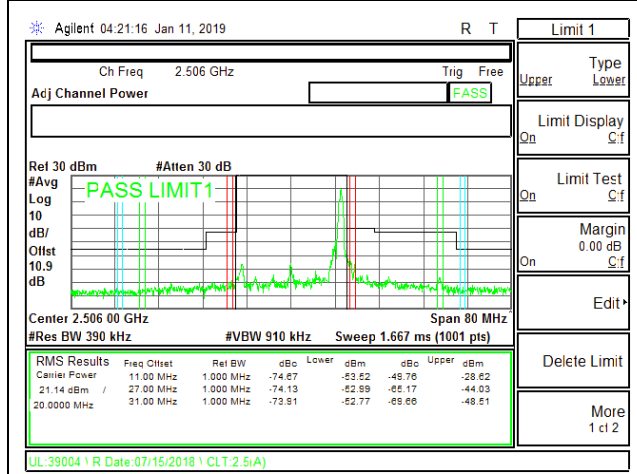 Agilent 04:21:16 Jan 11, 2019 R T
Limit 1
Ch Freq 2.506 GHz Trig Free
Type
Upper Lower
Adj Channel Power PASS
Limit Display
On Off
Ref 30 dBm #Atten 30 dB
Limit Test
On Off
#Avg
PASS LIMIT1
Log
10
dB/
Offst
10.9
dB
Margin
0.00 dB
On Off
Center 2.506 00 GHz Span 80 MHz
Edit
#Res BW 390 kHz #VBW 910 kHz Sweep 1.667 ms (1001 pts)
RMS Results Freq Offset Ref BW dBc Lower dBm dBc Upper dBm
Carrier Power 11.00 MHz 1.000 MHz -74.67 -53.52 -49.76 -28.62
21.14 dBm / 27.00 MHz 1.000 MHz -74.13 -52.99 -65.17 -44.03
20.0000 MHz 31.00 MHz 1.000 MHz -73.91 -52.77 -69.66 -48.51
Delete Limit
More
1 of 2
UL:39004 \ R Date:07/15/2018 \ CLT:2.5(A)